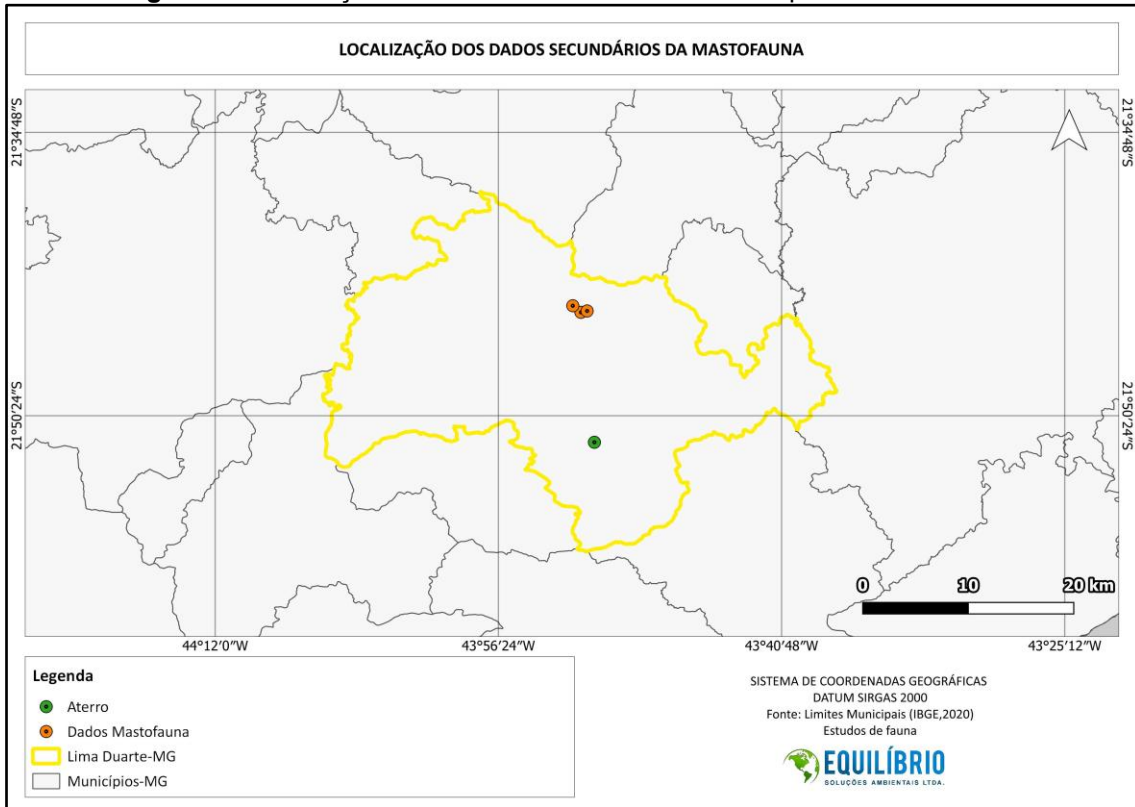 LOCALIZAÇÃO DOS DADOS SECUNDÁRIOS DA MASTOFAUNA
21°34'48"S
21°34'48"S
21°50'24"S
21°50'24"S
0 10 20 km
44°12'0"W 43°56'24"W 43°40'48"W 43°25'12"W
Legenda
Aterro
Dados Mastofauna
Lima Duarte-MG
Municípios-MG
SISTEMA DE COORDENADAS GEOGRÁFICAS
DATUM SIRGAS 2000
Fonte: Limites Municipais (IBGE,2020)
Estudos de fauna
EQUILÍBRIO
SOLUÇÕES AMBIENTAIS LTDA.